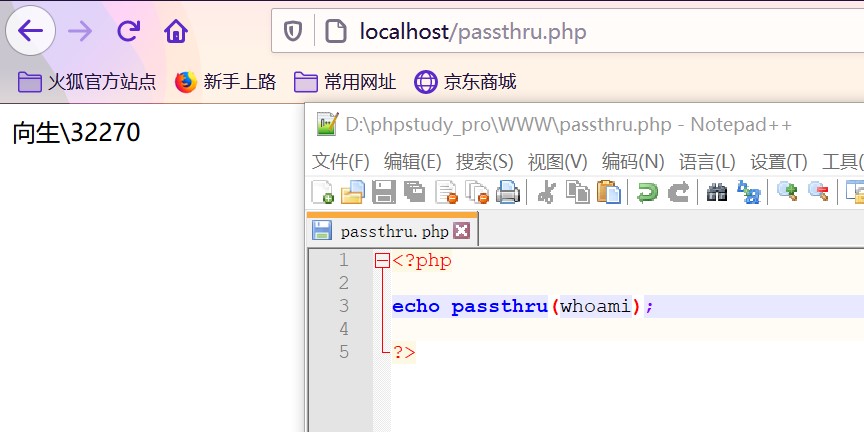 localhost/passthru.php
火狐官方站点 新手上路 常用网址 京东商城
向生\32270
D:\phpstudy_pro\WWW\passthru.php - Notepad++
文件(F) 编辑(E) 搜索(S) 视图(V) 编码(N) 语言(L) 设置(T) 工具(
passthru.php
1 <?php
2
3 echo passthru(whoami);
4
5 ?>